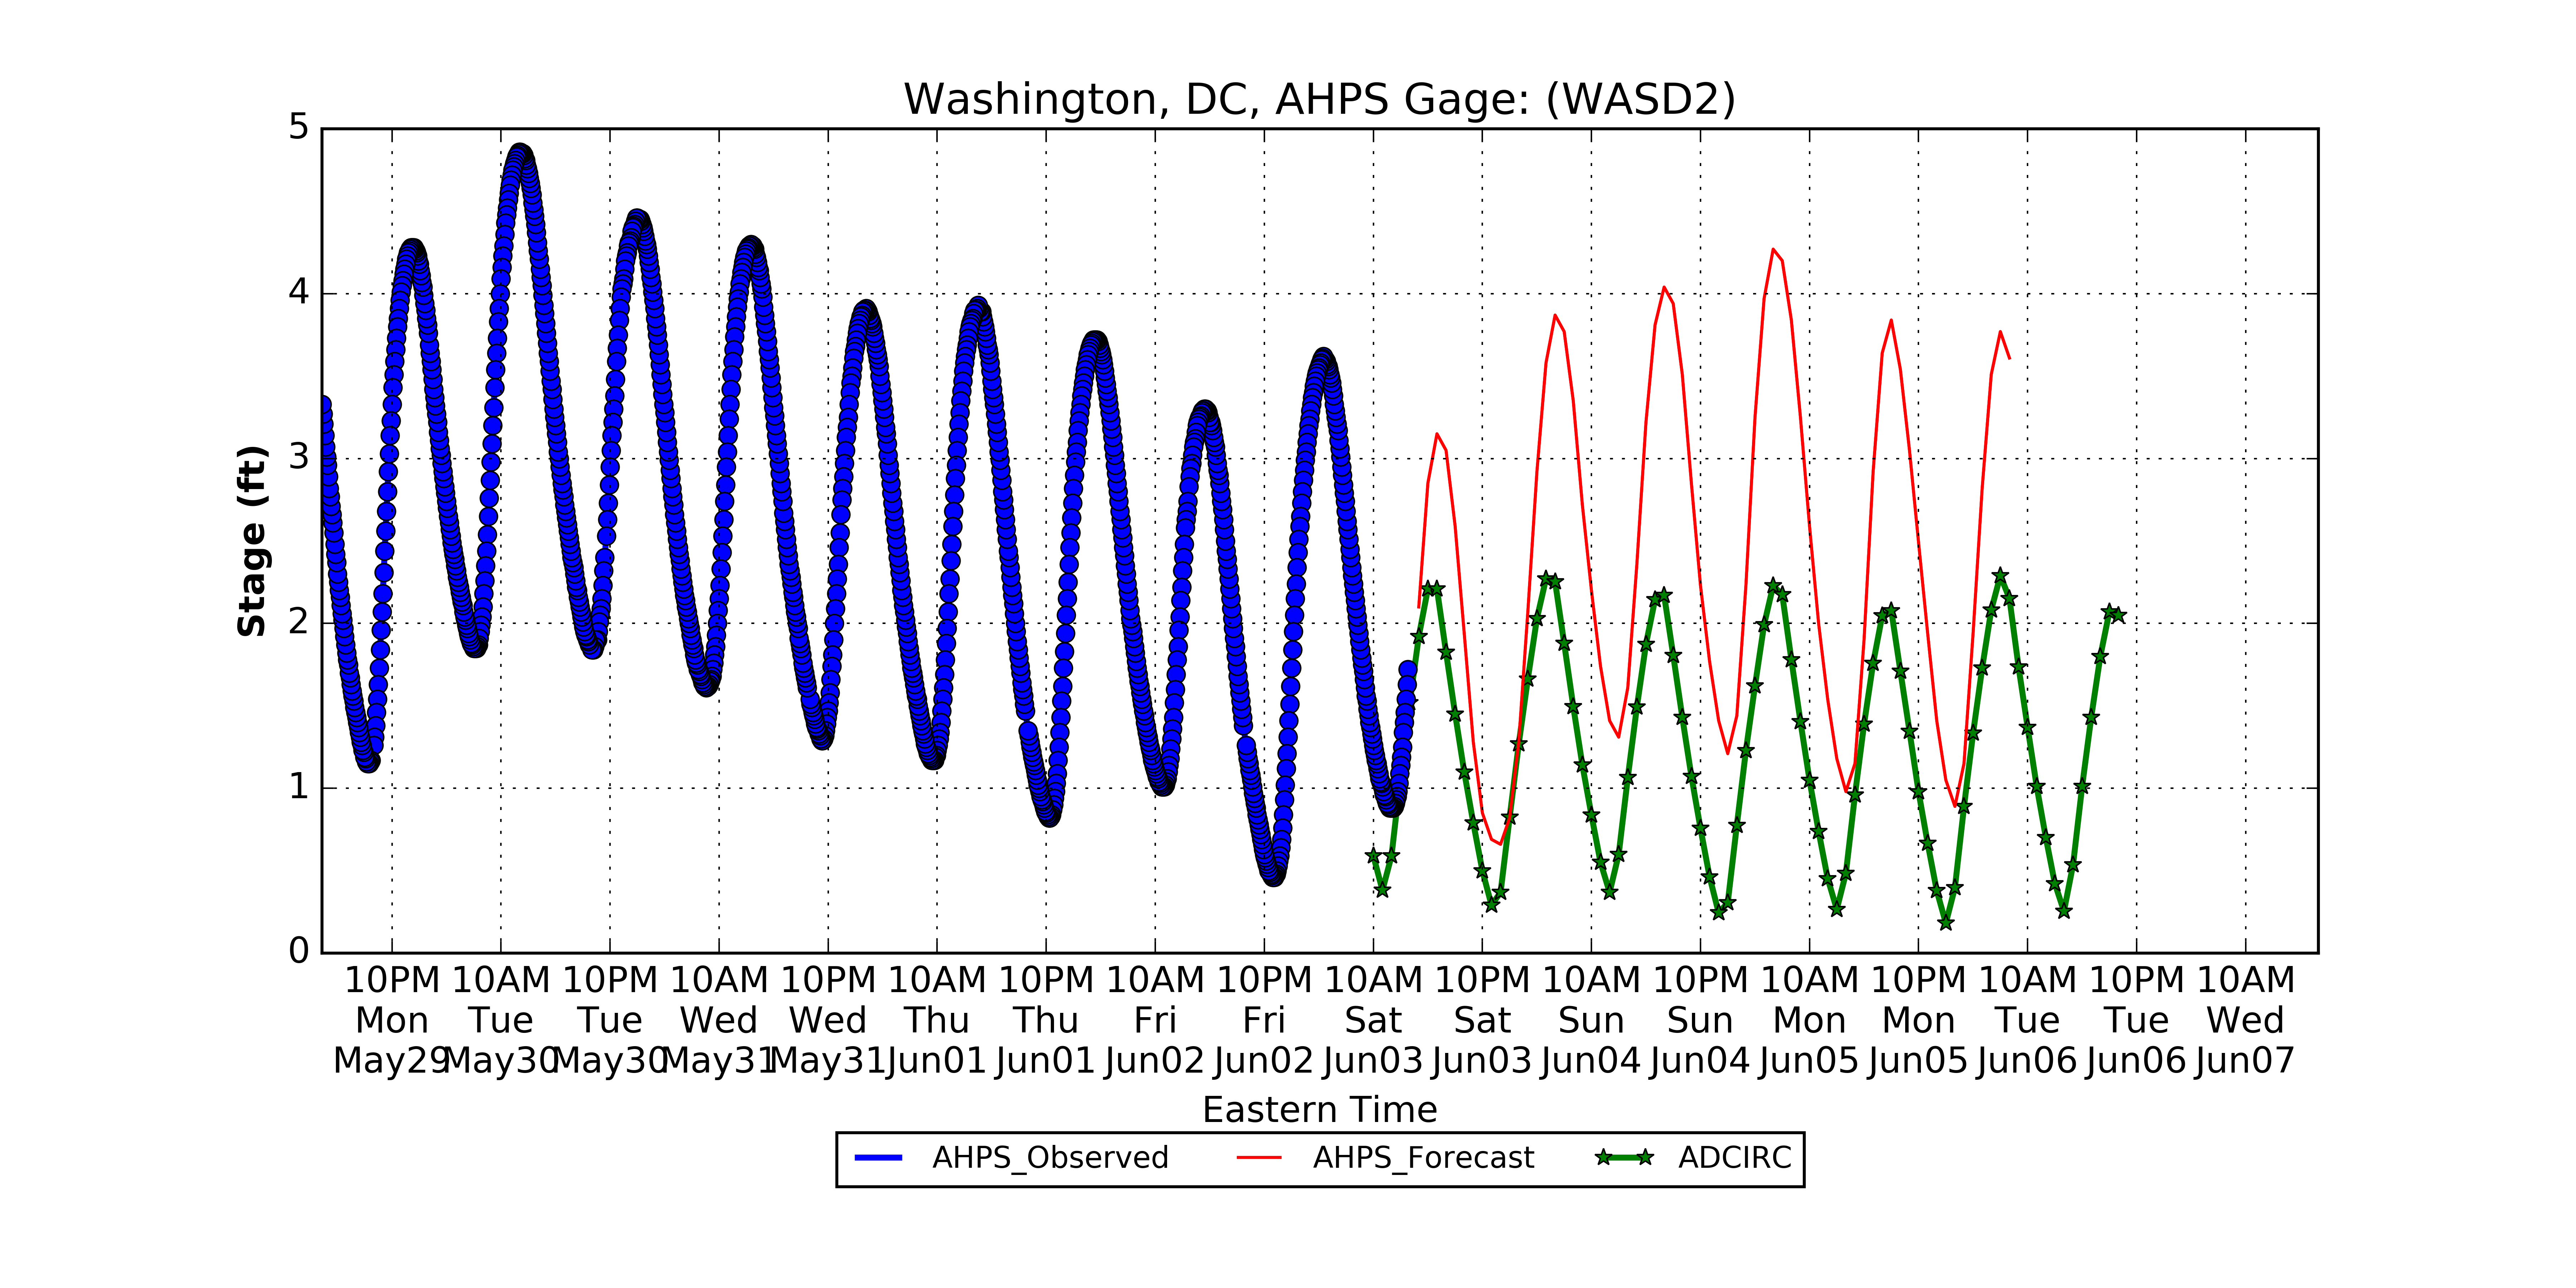 Washington, DC, AHPS Gage: (WASD2)
5
4
3
2
1
0
Stage (ft)
10PM 10AM 10PM 10AM 10PM 10AM 10PM 10AM 10PM 10AM 10PM 10AM 10PM 10AM 10PM 10AM 10PM 10AM
Mon Tue Tue Wed Wed Thu Thu Fri Fri Sat Sat Sun Sun Mon Mon Tue Tue Wed
May29 May30 May30 May31 May31 Jun01 Jun01 Jun02 Jun02 Jun03 Jun03 Jun04 Jun04 Jun05 Jun05 Jun06 Jun06 Jun07
Eastern Time
AHPS_Observed AHPS_Forecast ADCIRC